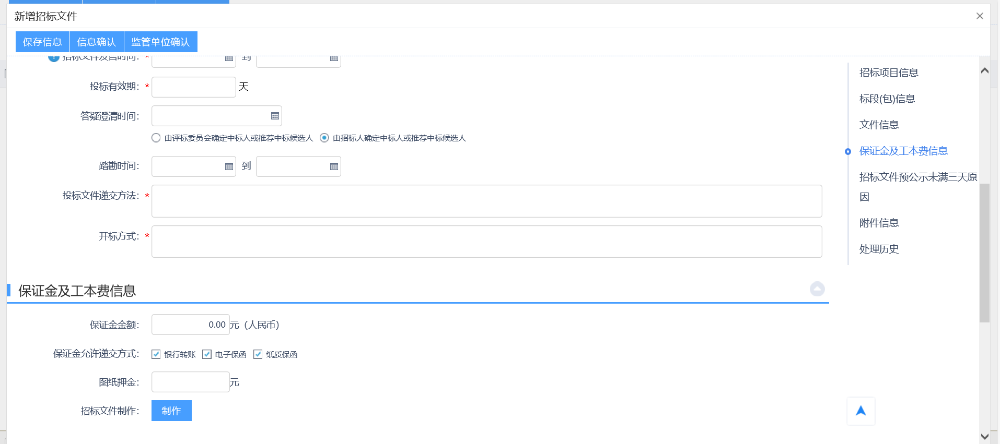 新增招标文件
保存信息 信息确认 监管单位确认
招标文件发售时间： * 到
投标有效期： * 天
答疑澄清时间：
由评标委员会确定中标人或推荐中标候选人 由招标人确定中标人或推荐中标候选人
踏勘时间： 到
投标文件递交方法： *
开标方式： *
保证金及工本费信息
保证金金额： 0.00 元（人民币）
保证金允许递交方式： 银行转账 电子保函 纸质保函
图纸押金： 元
招标文件制作： 制作
招标项目信息
标段(包)信息
文件信息
保证金及工本费信息
招标文件预公示未满三天原
因
附件信息
处理历史